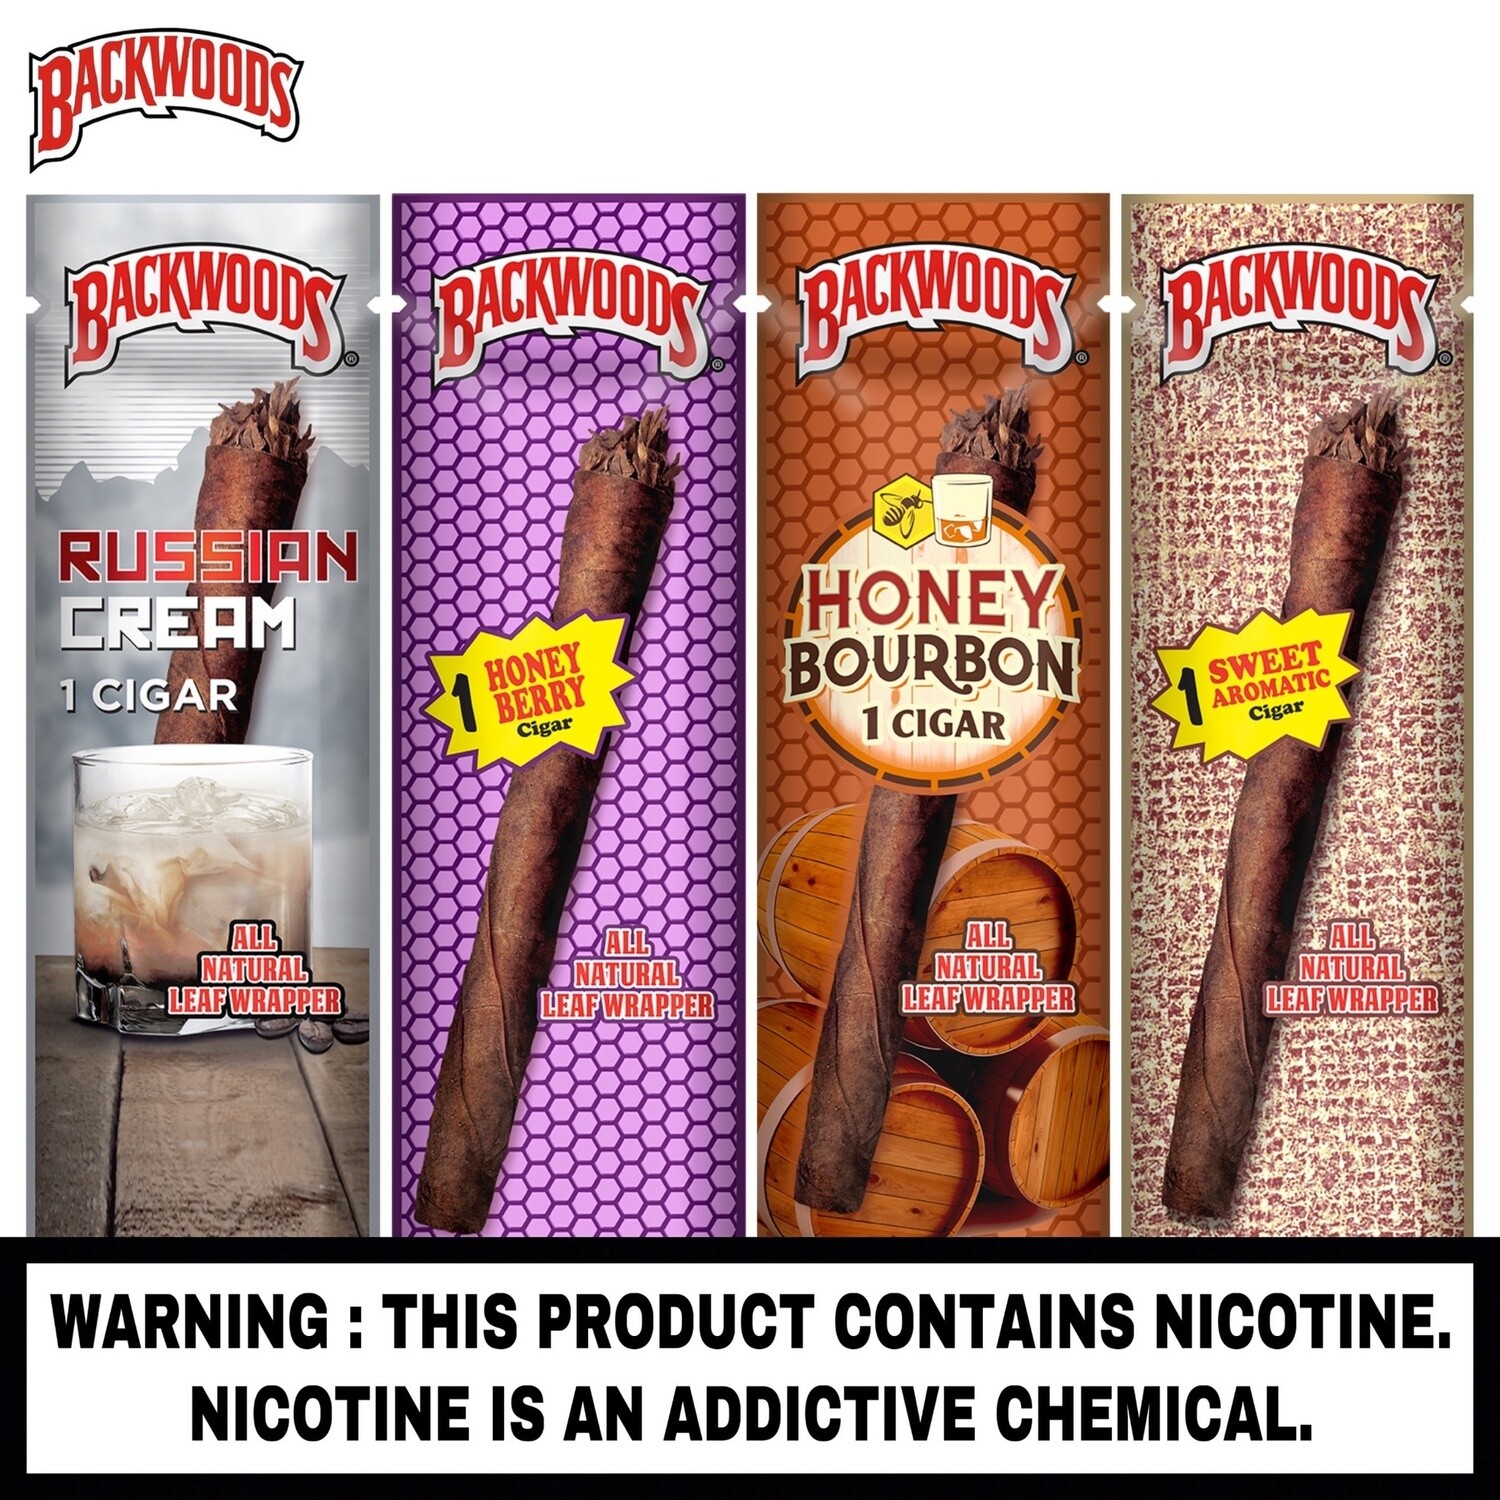 BACKWOODS
BACKWOODS®
RUSSIAN
CREAM
1 CIGAR
ALL
NATURAL
LEAF WRAPPER
BACKWOODS®
1 HONEY
BERRY
Cigar
ALL
NATURAL
LEAF WRAPPER
BACKWOODS®
HONEY
BOURBON
1 CIGAR
ALL
NATURAL
LEAF WRAPPER
BACKWOODS®
1 SWEET
AROMATIC
Cigar
ALL
NATURAL
LEAF WRAPPER
WARNING : THIS PRODUCT CONTAINS NICOTINE.
NICOTINE IS AN ADDICTIVE CHEMICAL.